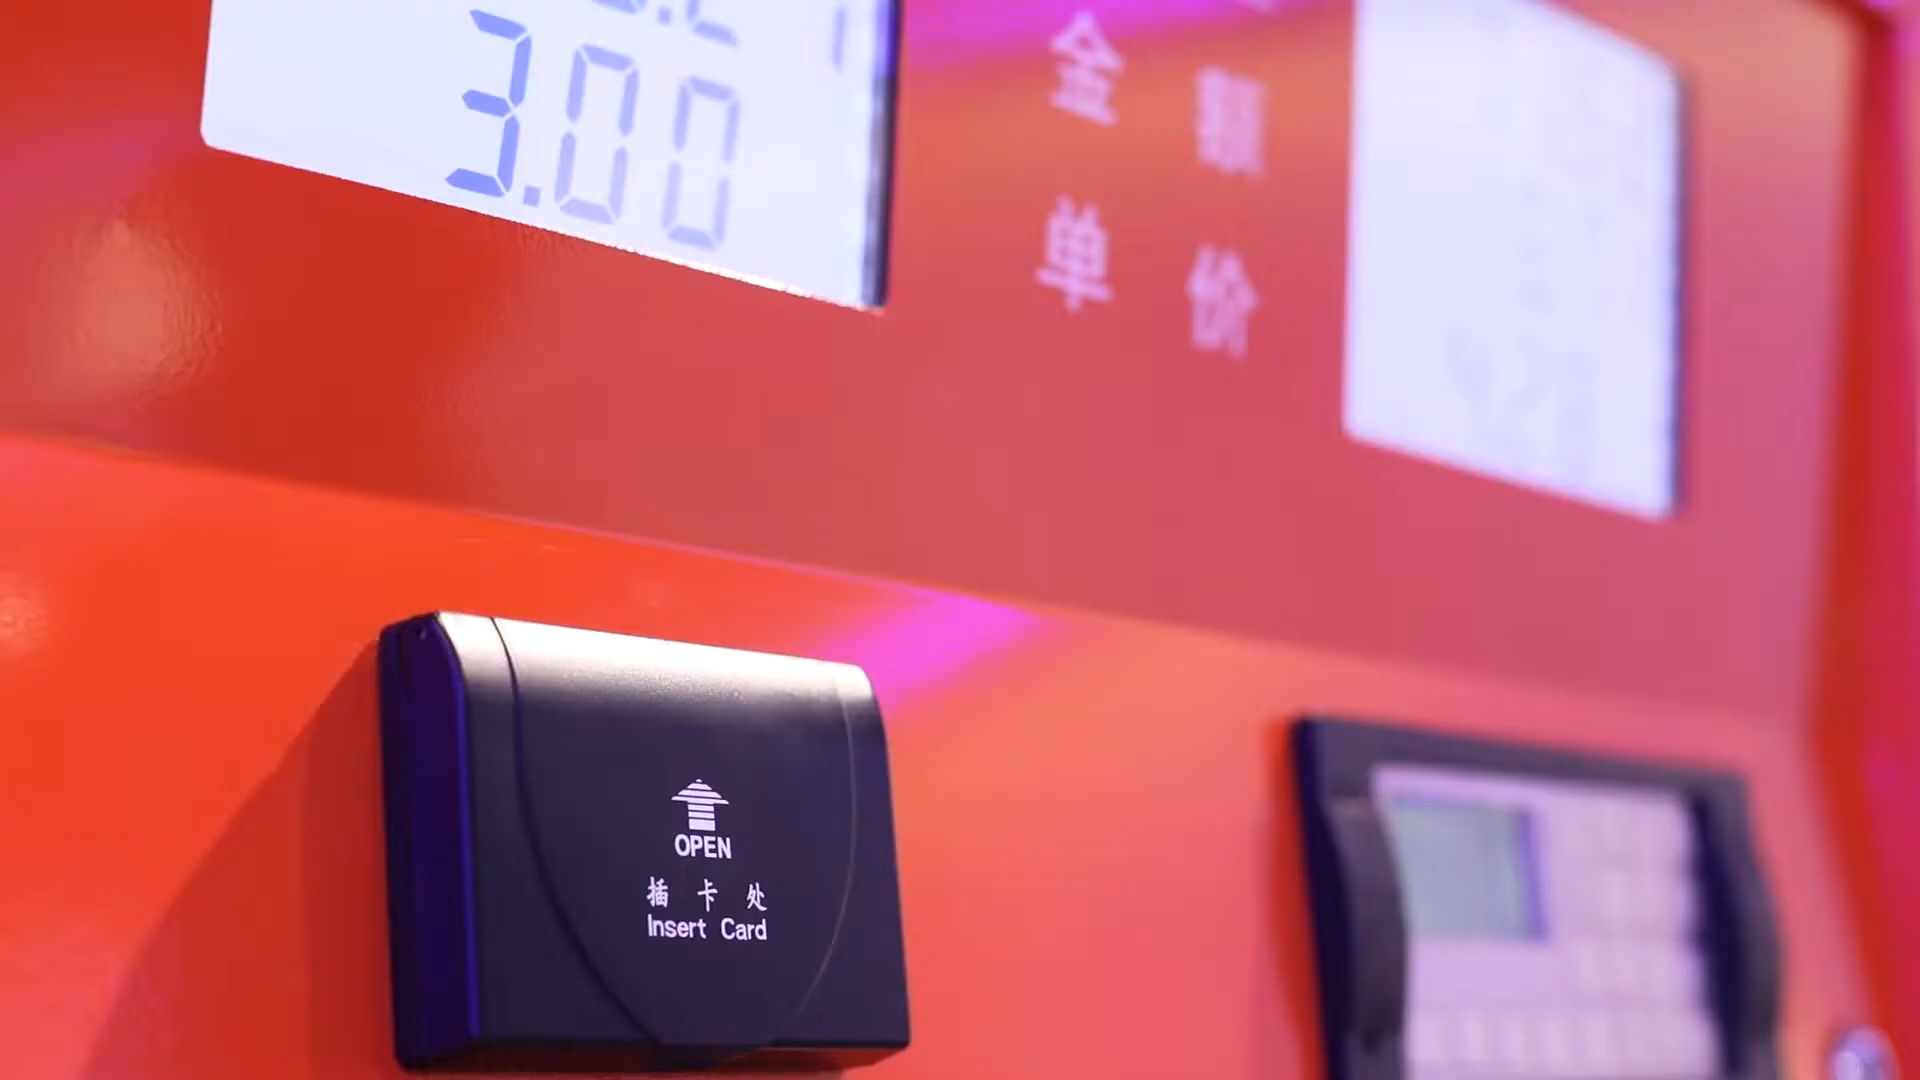 3.00
金 额
单 价
OPEN
插 卡 处
Insert Card